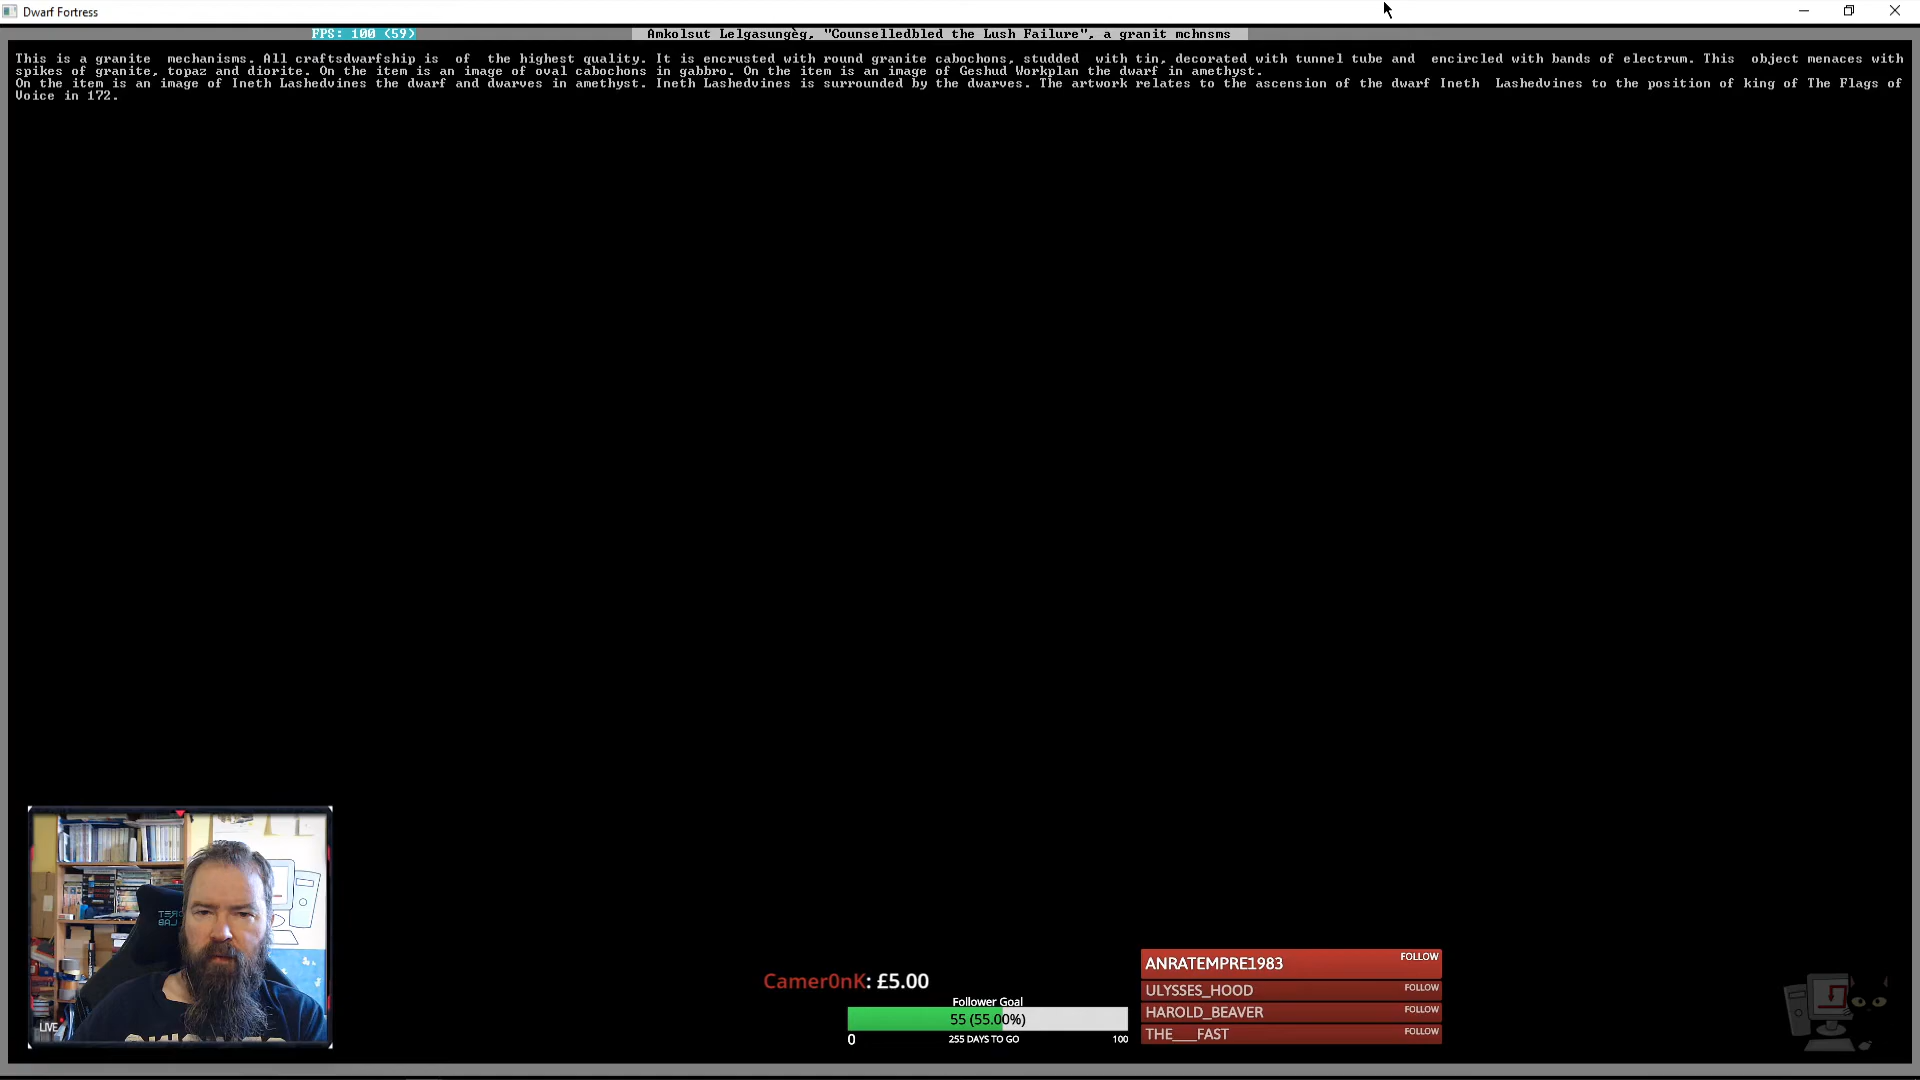 Dwarf Fortress
FPS: 100 (59)
Amkolsut Lelgasungèg, "Counselledbled the Lush Failure", a granit mchnsms
This is a granite mechanisms. All craftsdwarfship is of the highest quality. It is encrusted with round granite cabochons, studded with tin, decorated with tunnel tube and encircled with bands of electrum. This object menaces with
spikes of granite, topaz and diorite. On the item is an image of oval cabochons in gabbro. On the item is an image of Geshud Workplan the dwarf in amethyst.
On the item is an image of Ineth Lashedvines the dwarf and dwarves in amethyst. Ineth Lashedvines is surrounded by the dwarves. The artwork relates to the ascension of the dwarf Ineth Lashedvines to the position of king of The Flags of
Voice in 172.
LIVE
Camer0nK: £5.00
Follower Goal
55 (55.00%)
0 255 DAYS TO GO 100
ANRATEMPRE1983 FOLLOW
ULYSSES_HOOD FOLLOW
HAROLD_BEAVER FOLLOW
THE___FAST FOLLOW